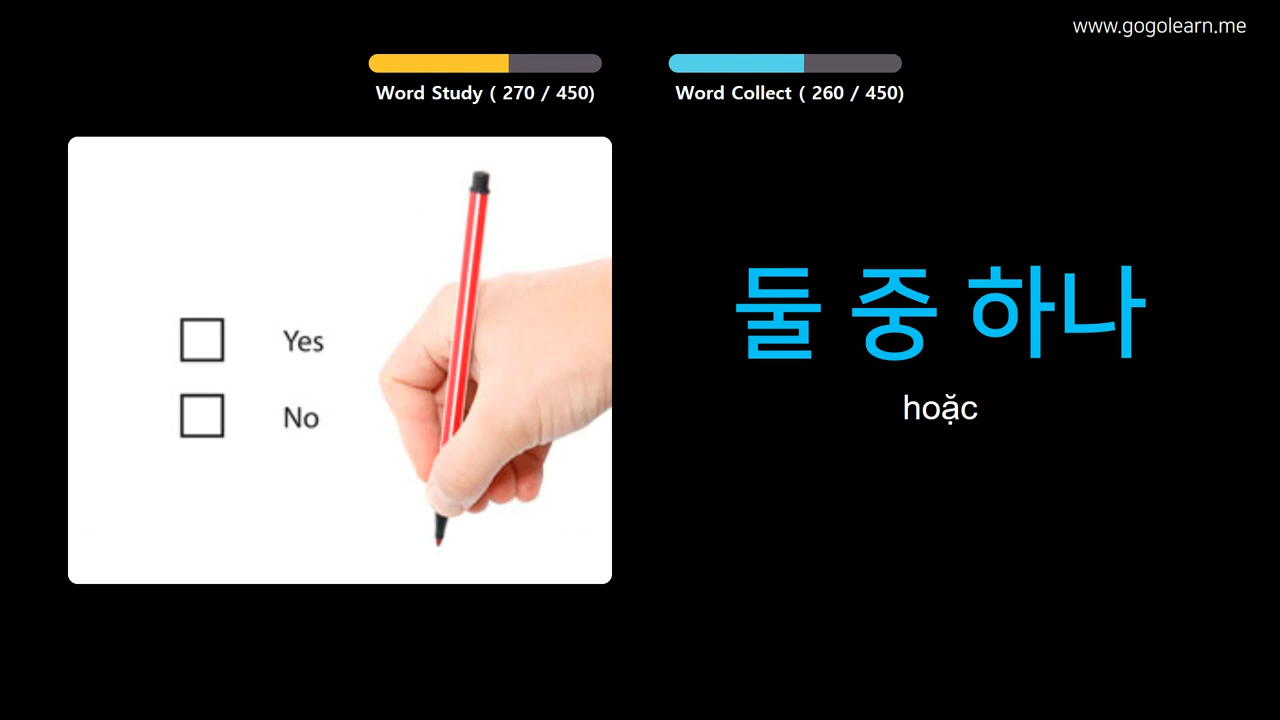 www.gogolearn.me
Word Study ( 270 / 450)
Word Collect ( 260 / 450)
Yes
No
둘 중 하나
hoặc